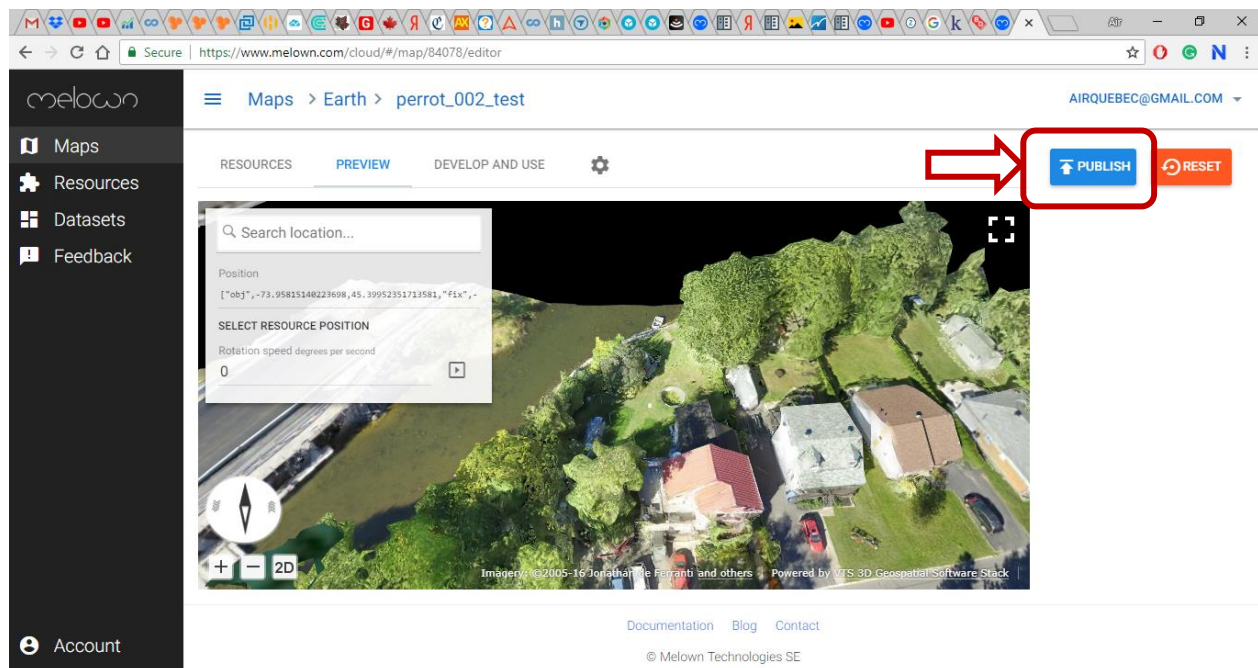 Air
Secure | https://www.melown.com/cloud/#/map/84078/editor
melown
Maps > Earth > perrot_002_test
AIRQUEBEC@GMAIL.COM
Maps
Resources
Datasets
Feedback
Account
RESOURCES PREVIEW DEVELOP AND USE
PUBLISH
RESET
Search location...
Position
["obj",-73.95815140223698,45.39952351713581,"fix",-
SELECT RESOURCE POSITION
Rotation speed degrees per second
0
+ − 2D
Imagery: ©2005-16 Jonathan de Ferranti and others | Powered by VTS 3D Geospatial Software Stack
Documentation Blog Contact
© Melown Technologies SE